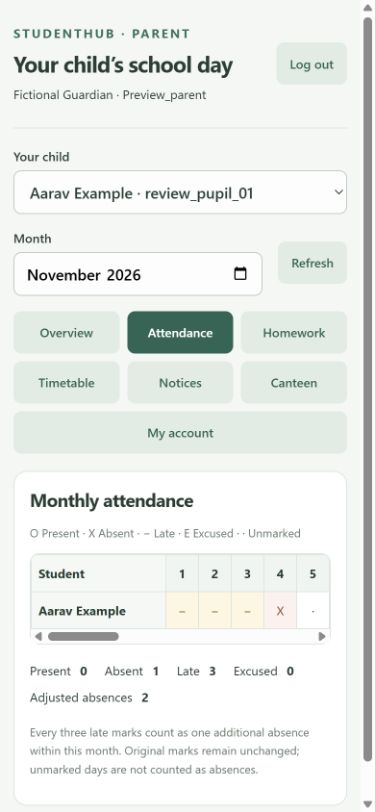 STUDENTHUB · PARENT
Your child's school day
Log out
Fictional Guardian · Preview_parent
Your child
Aarav Example · review_pupil_01
Month
November 2026
Refresh
Overview
Attendance
Homework
Timetable
Notices
Canteen
My account
Monthly attendance
O Present · X Absent · – Late · E Excused · · Unmarked
Student 1 2 3 4 5
Aarav Example – – – X ·
Present 0 Absent 1 Late 3 Excused 0
Adjusted absences 2
Every three late marks count as one additional absence
within this month. Original marks remain unchanged;
unmarked days are not counted as absences.